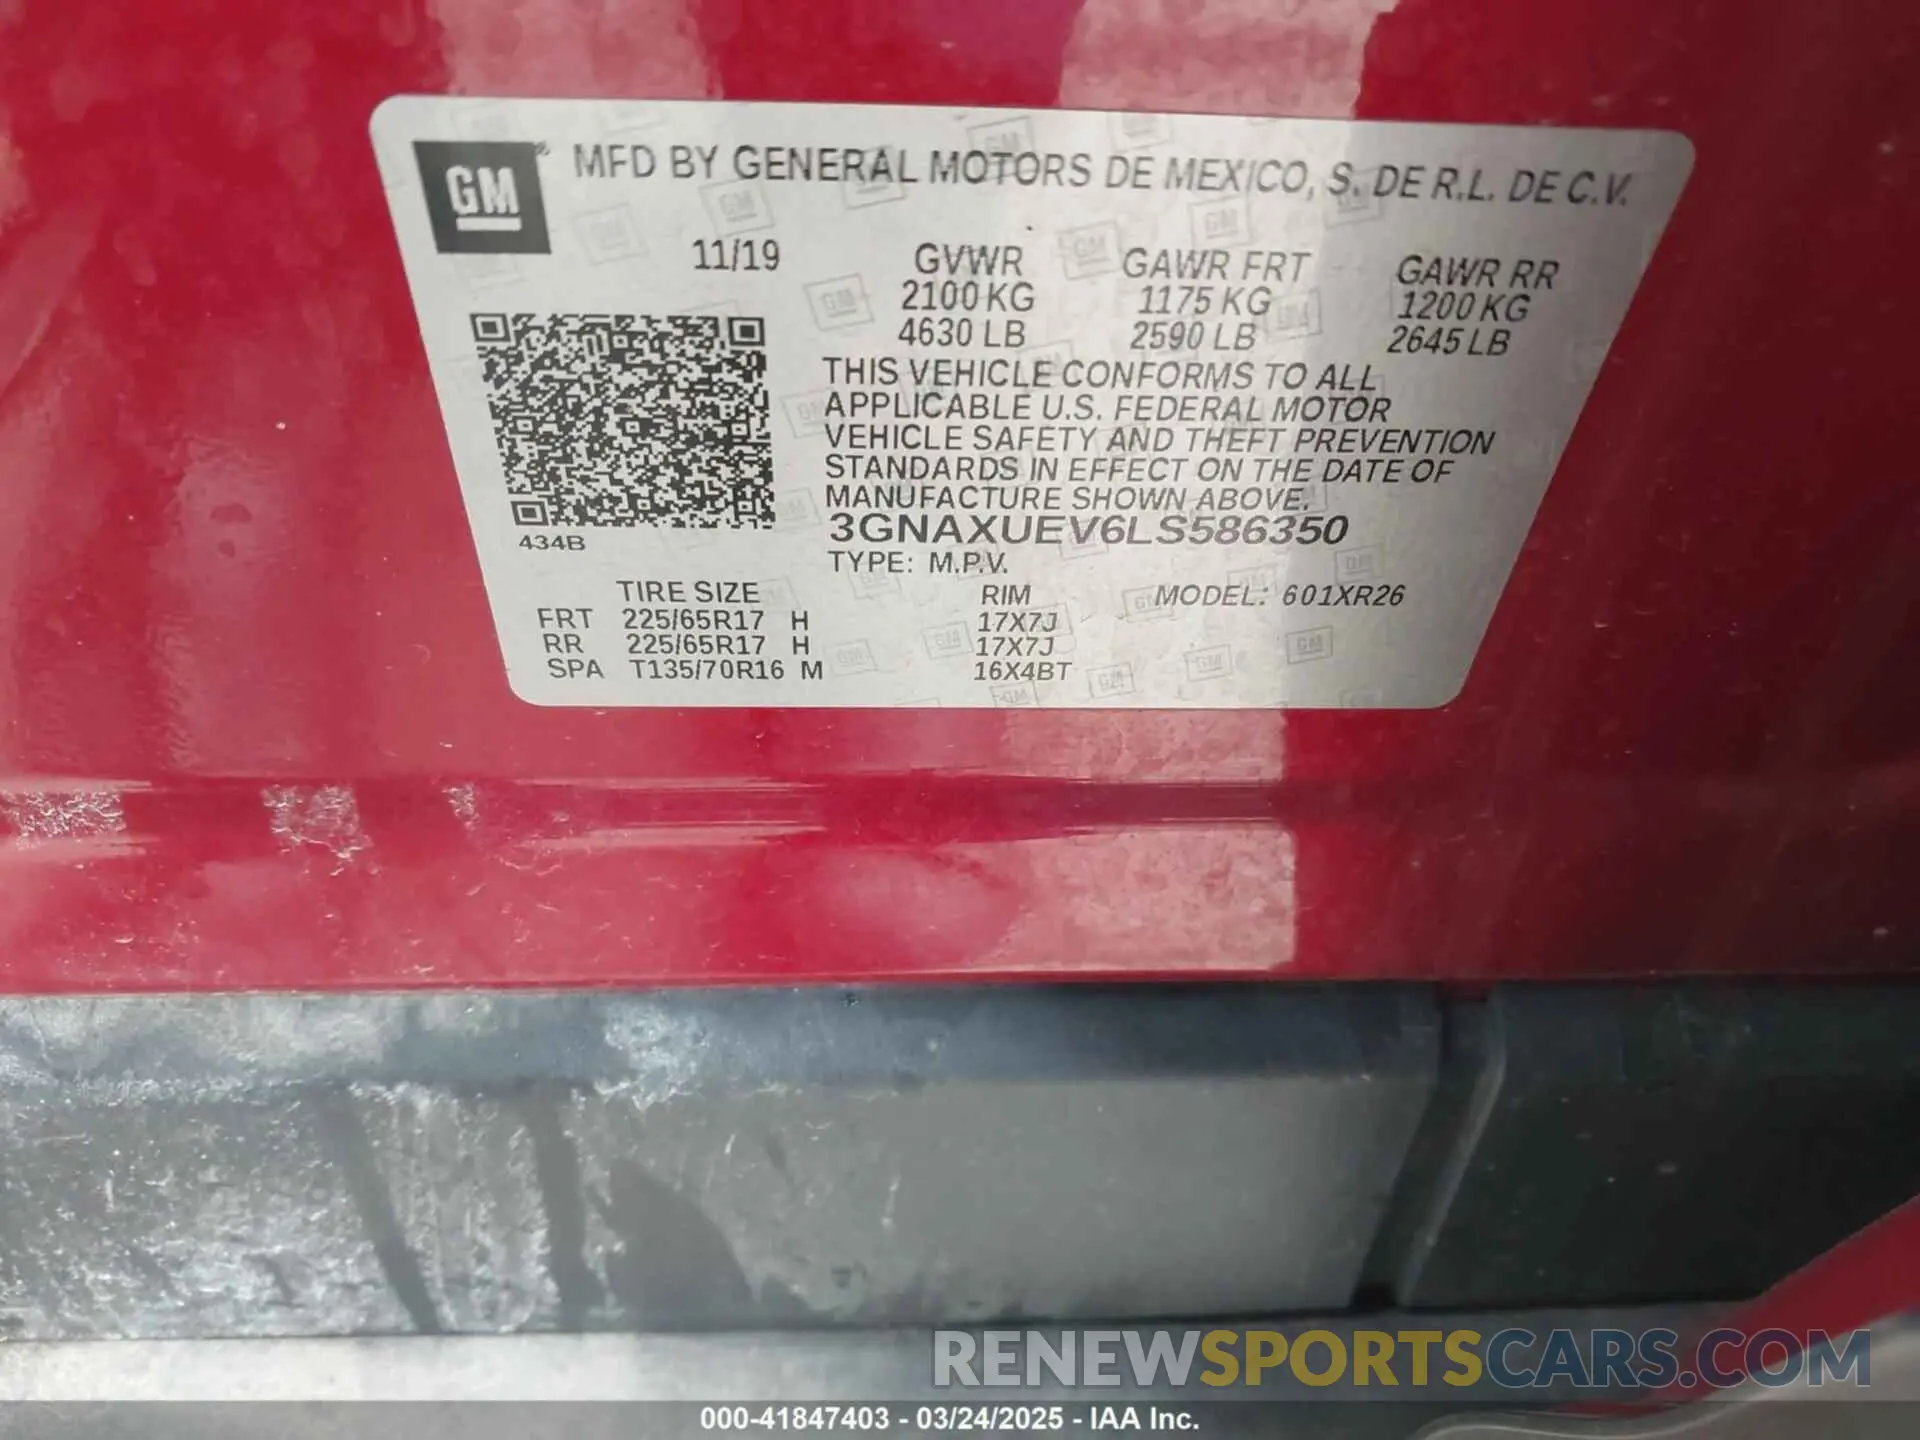 GM® MFD BY GENERAL MOTORS DE MEXICO, S. DE R.L. DE C.V.
11/19 GVWR GAWR FRT GAWR RR
2100 KG 1175 KG 1200 KG
4630 LB 2590 LB 2645 LB
THIS VEHICLE CONFORMS TO ALL
APPLICABLE U.S. FEDERAL MOTOR
VEHICLE SAFETY AND THEFT PREVENTION
STANDARDS IN EFFECT ON THE DATE OF
MANUFACTURE SHOWN ABOVE.
3GNAXUEV6LS586350
434B
TYPE: M.P.V.
TIRE SIZE RIM MODEL: 601XR26
FRT 225/65R17 H 17X7J
RR 225/65R17 H 17X7J
SPA T135/70R16 M 16X4BT
RENEWSPORTSCARS.COM
000-41847403 - 03/24/2025 - IAA Inc.